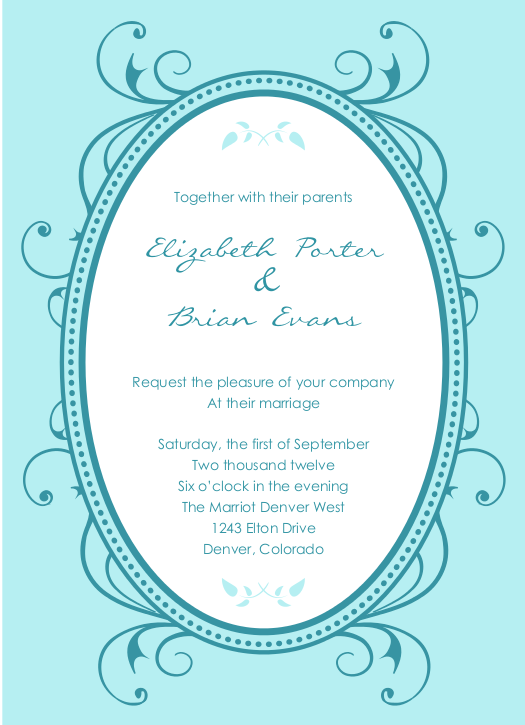 Together with their parents
Elizabeth Porter
&
Brian Evans
Request the pleasure of your company
At their marriage
Saturday, the first of September
Two thousand twelve
Six o'clock in the evening
The Marriot Denver West
1243 Elton Drive
Denver, Colorado